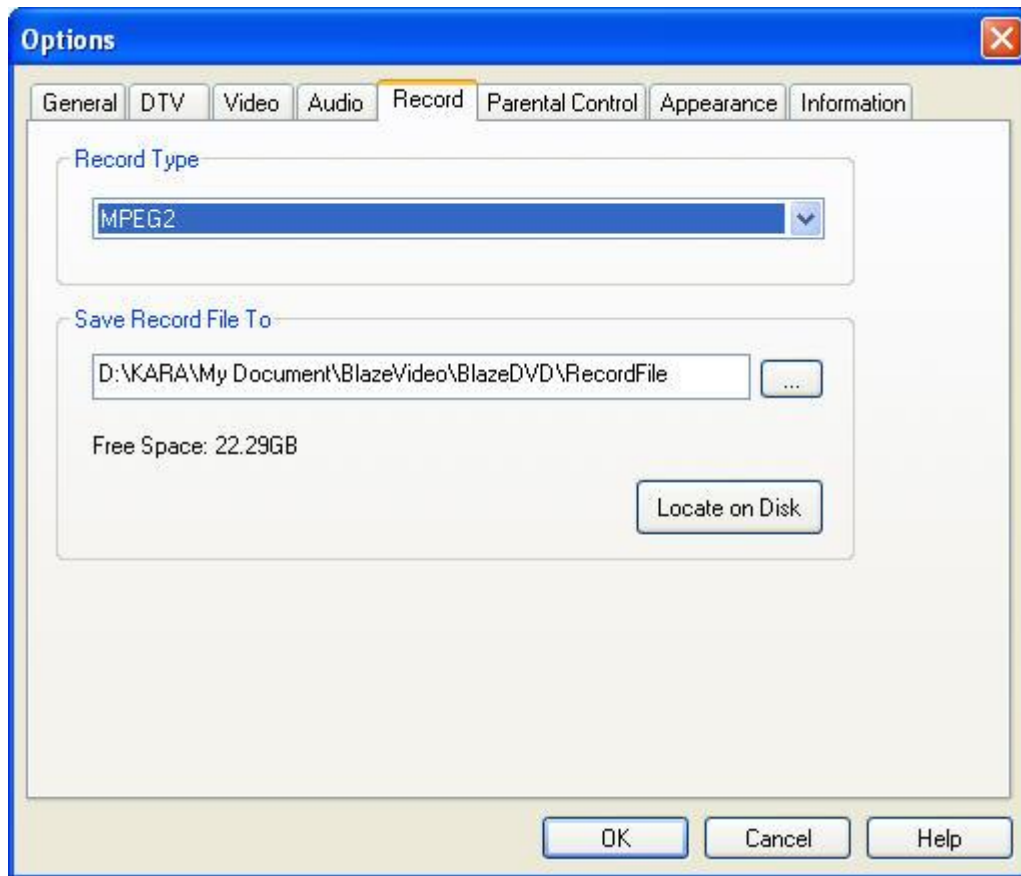 Options
General DTV Video Audio Record Parental Control Appearance Information
Record Type
MPEG2
Save Record File To
D:\KARA\My Document\BlazeVideo\BlazeDVD\RecordFile ...
Free Space: 22.29GB
Locate on Disk
OK Cancel Help